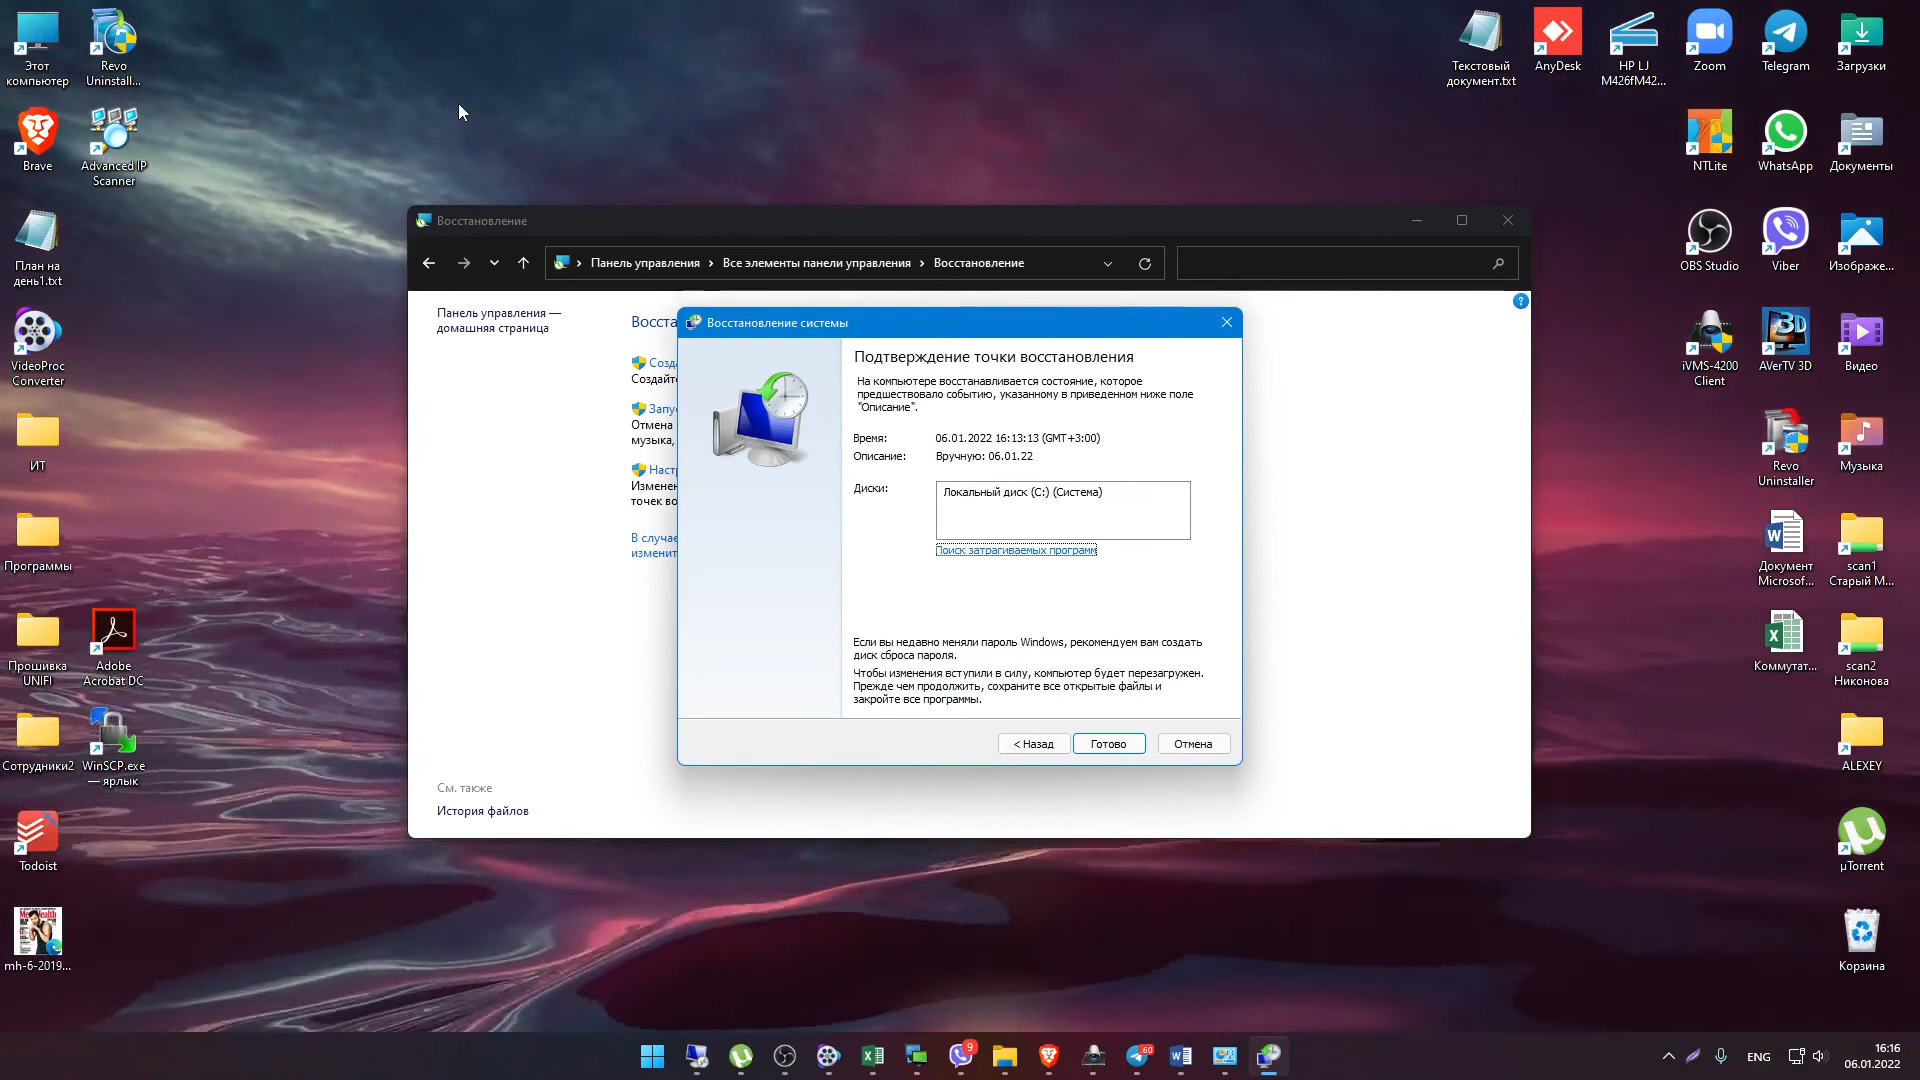 Этот
компьютер
Revo
Uninstall...
Brave
Advanced IP
Scanner
План на
день1.txt
VideoProc
Converter
ИТ
Программы
Прошивка
UNIFI
Adobe
Acrobat DC
Сотрудники2
WinSCP.exe
— ярлык
Todoist
mh-6-2019...
Текстовый
документ.txt
AnyDesk
HP LJ
M426fM42...
Zoom
Telegram
Загрузки
NTLite
WhatsApp
Документы
OBS Studio
Viber
Изображе...
iVMS-4200
Client
AVerTV 3D
Видео
Revo
Uninstaller
Музыка
Документ
Microsof...
scan1
Старый М...
Коммутат...
scan2
Никонова
ALEXEY
µTorrent
Корзина
Восстановление
Панель управления › Все элементы панели управления › Восстановление
Панель управления —
домашняя страница
Восста
Созда
Создайте
Запус
Отмена
музыка,
Настр
Изменен
точек во
В случае
изменит
См. также
История файлов
Восстановление системы
Подтверждение точки восстановления
На компьютере восстанавливается состояние, которое
предшествовало событию, указанному в приведенном ниже поле
"Описание".
Время: 06.01.2022 16:13:13 (GMT+3:00)
Описание: Вручную: 06.01.22
Диски: Локальный диск (C:) (Система)
Поиск затрагиваемых программ
Если вы недавно меняли пароль Windows, рекомендуем вам создать
диск сброса пароля.
Чтобы изменения вступили в силу, компьютер будет перезагружен.
Прежде чем продолжить, сохраните все открытые файлы и
закройте все программы.
< Назад
Готово
Отмена
9
60
ENG
16:16
06.01.2022